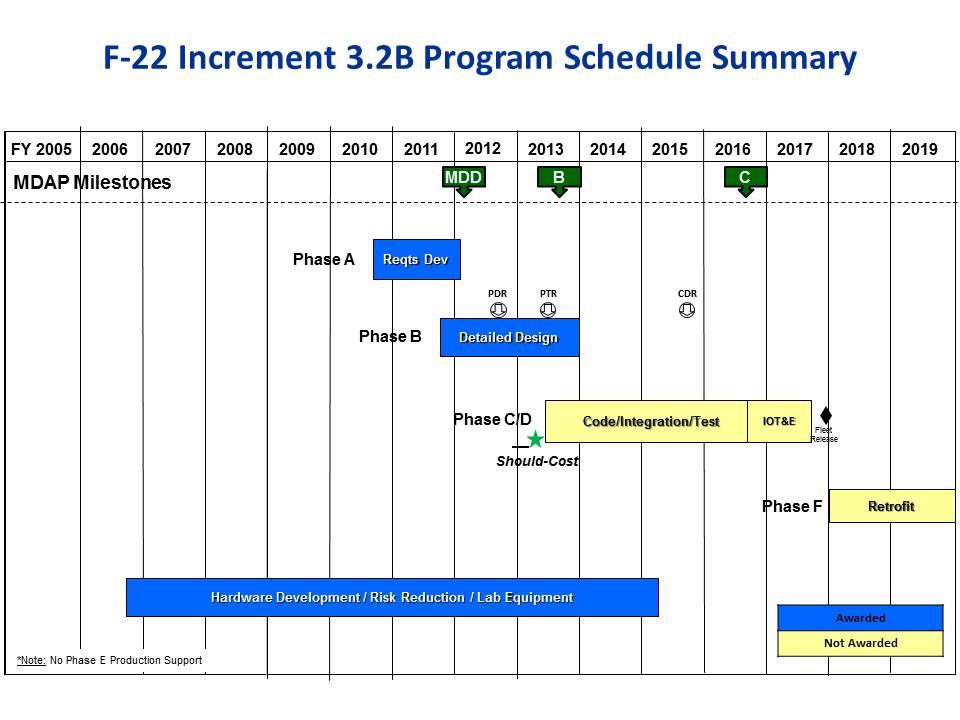 F-22 Increment 3.2B Program Schedule Summary
FY 2005 2006 2007 2008 2009 2010 2011 2012 2013 2014 2015 2016 2017 2018 2019
MDAP Milestones MDD B C
Phase A Reqts Dev
PDR PTR CDR
Phase B Detailed Design
Phase C/D Code/Integration/Test IOT&E
Fleet
Release
Should-Cost
Phase F Retrofit
Hardware Development / Risk Reduction / Lab Equipment
Awarded
Not Awarded
*Note: No Phase E Production Support